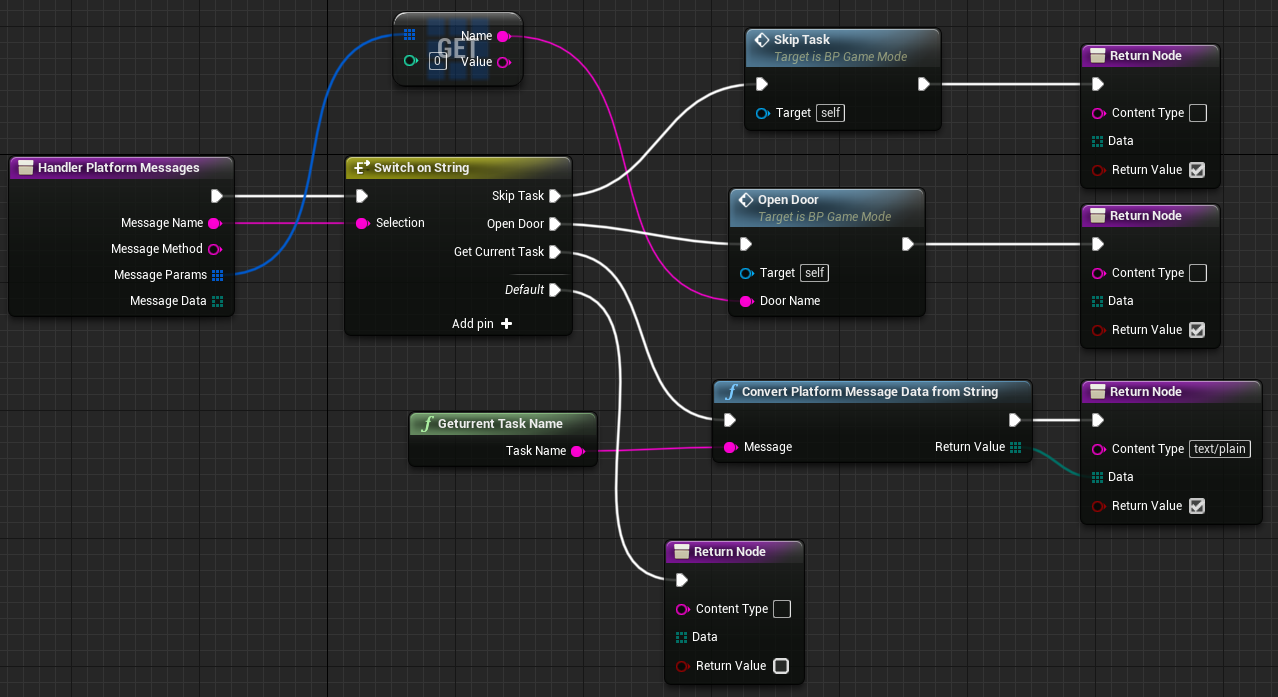 Name
GET
0
Value
Skip Task
Target is BP Game Mode
Target self
Return Node
Content Type
Data
Return Value
Handler Platform Messages
Message Name
Message Method
Message Params
Message Data
Switch on String
Skip Task
Selection
Open Door
Get Current Task
Default
Add pin
Open Door
Target is BP Game Mode
Target self
Door Name
Return Node
Content Type
Data
Return Value
Geturrent Task Name
Task Name
Convert Platform Message Data from String
Message
Return Value
Return Node
Content Type text/plain
Data
Return Value
Return Node
Content Type
Data
Return Value